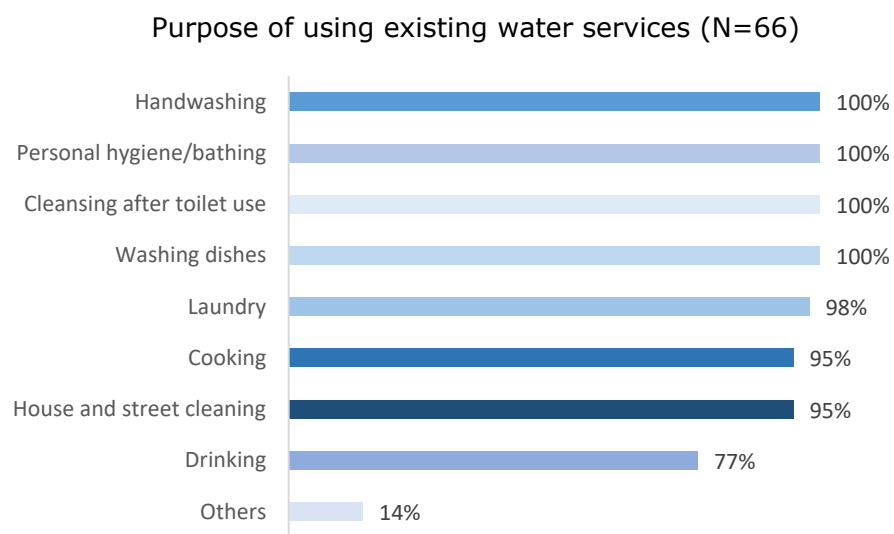 Purpose of using existing water services (N=66)
Handwashing 100%
Personal hygiene/bathing 100%
Cleansing after toilet use 100%
Washing dishes 100%
Laundry 98%
Cooking 95%
House and street cleaning 95%
Drinking 77%
Others 14%